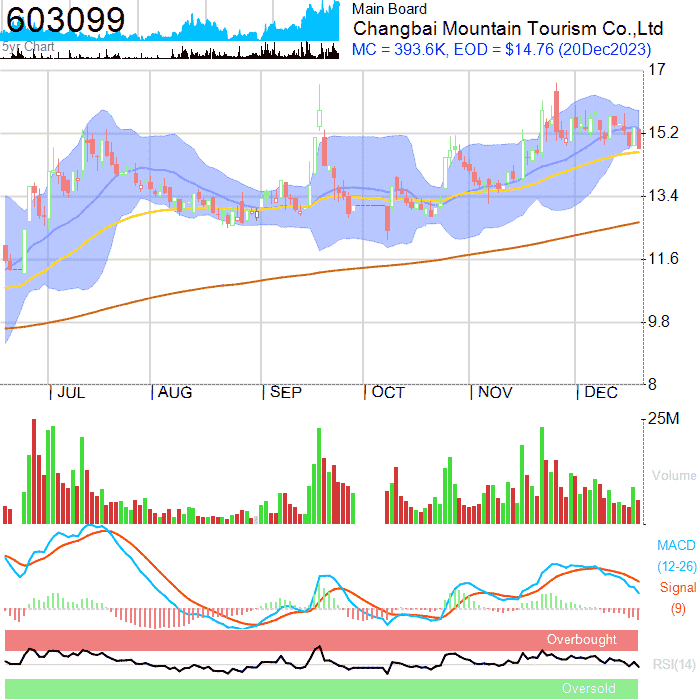 603099
5yr Chart
Main Board
Changbai Mountain Tourism Co.,Ltd
MC = 393.6K, EOD = $14.76 (20Dec2023)
17
15.2
13.4
11.6
9.8
8
JUL AUG SEP OCT NOV DEC
25M
Volume
MACD
(12-26)
Signal
(9)
Overbought
RSI(14)
Oversold